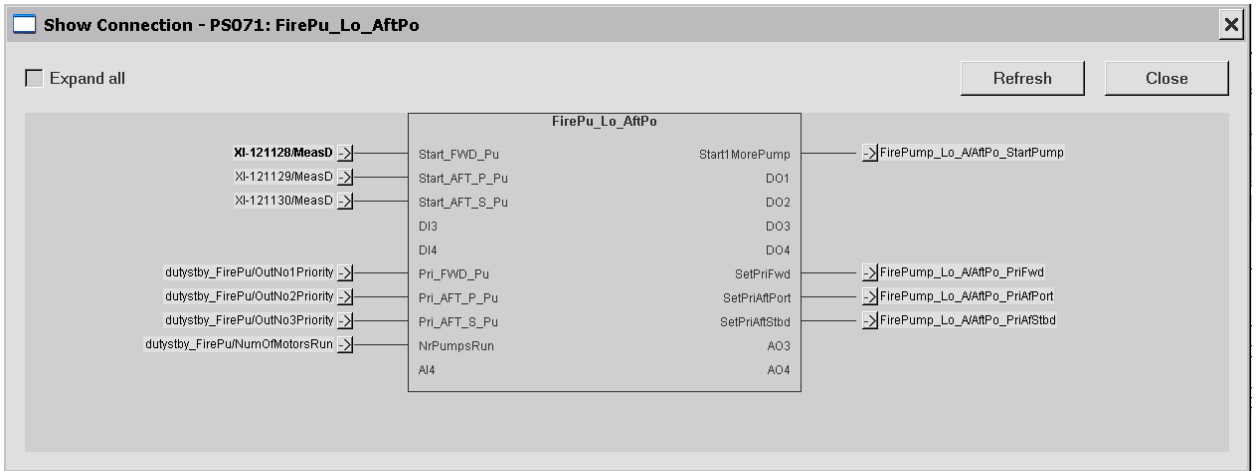 Show Connection - PS071: FirePu_Lo_AftPo
Expand all
Refresh
Close
FirePu_Lo_AftPo
XI-121128/MeasD -> Start_FWD_Pu Start1MorePump -> FirePump_Lo_A/AftPo_StartPump
XI-121129/MeasD -> Start_AFT_P_Pu DO1
XI-121130/MeasD -> Start_AFT_S_Pu DO2
DI3 DO3
DI4 DO4
dutystby_FirePu/OutNo1Priority -> Pri_FWD_Pu SetPriFwd -> FirePump_Lo_A/AftPo_PriFwd
dutystby_FirePu/OutNo2Priority -> Pri_AFT_P_Pu SetPriAftPort -> FirePump_Lo_A/AftPo_PriAfPort
dutystby_FirePu/OutNo3Priority -> Pri_AFT_S_Pu SetPriAftStbd -> FirePump_Lo_A/AftPo_PriAfStbd
dutystby_FirePu/NumOfMotorsRun -> NrPumpsRun AO3
AI4 AO4